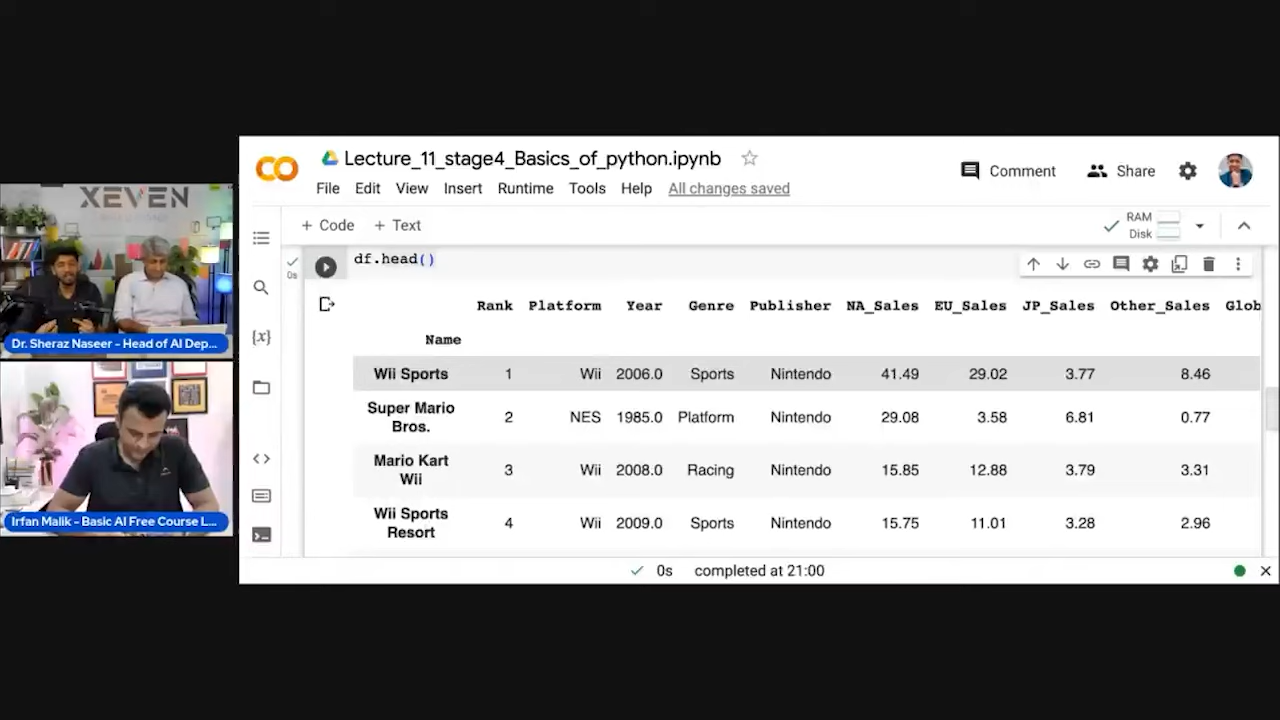 XEVEN
Dr. Sheraz Naseer - Head of AI Dep...
Irfan Malik - Basic AI Free Course L...
Lecture_11_stage4_Basics_of_python.ipynb
Comment
Share
File Edit View Insert Runtime Tools Help All changes saved
+ Code + Text
RAM
Disk
0s
df.head()
Rank Platform Year Genre Publisher NA_Sales EU_Sales JP_Sales Other_Sales Glob
Name
Wii Sports 1 Wii 2006.0 Sports Nintendo 41.49 29.02 3.77 8.46
Super Mario Bros. 2 NES 1985.0 Platform Nintendo 29.08 3.58 6.81 0.77
Mario Kart Wii 3 Wii 2008.0 Racing Nintendo 15.85 12.88 3.79 3.31
Wii Sports Resort 4 Wii 2009.0 Sports Nintendo 15.75 11.01 3.28 2.96
0s completed at 21:00